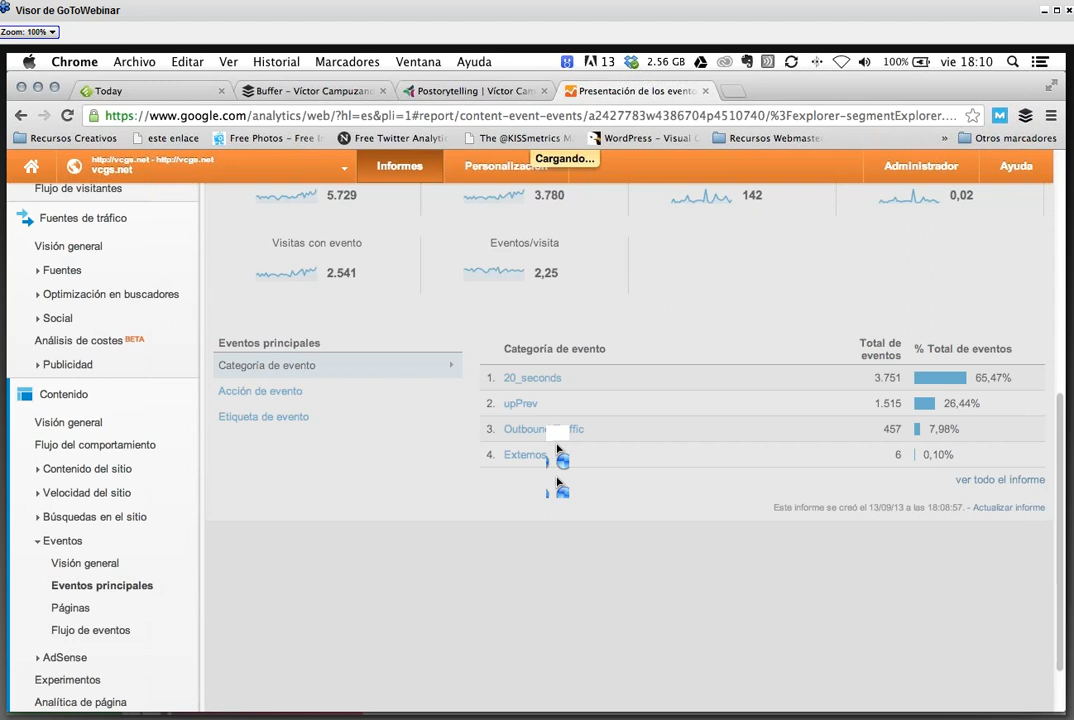 Visor de GoToWebinar
Zoom: 100%
Chrome Archivo Editar Ver Historial Marcadores Ventana Ayuda 13 2.56 GB 100% vie 18:10
Today
Buffer – Víctor Campuzano
Postorytelling | Víctor Cam
Presentación de los evento
https://www.google.com/analytics/web/?hl=es&pli=1#report/content-event-events/a2427783w4386704p4510740/%3Fexplorer-segmentExplorer....
Recursos Creativos este enlace Free Photos – Free I The @KISSmetrics M WordPress – Visual Recursos Webmaster » Otros marcadores
N Free Twitter Analytic
http://vcgs.net - http://vcgs.net
vcgs.net
Informes
Cargando...
Administrador
Ayuda
Flujo de visitantes
5.729 3.780 142 0,02
Fuentes de tráfico
Visión general
Visitas con evento Eventos/visita
Fuentes
2.541 2,25
Optimización en buscadores
Social
Análisis de costes BETA
Publicidad
Eventos principales
Categoría de evento
Acción de evento
Etiqueta de evento
Categoría de evento Total de eventos % Total de eventos
1. 20_seconds 3.751 65,47%
2. upPrev 1.515 26,44%
3. 457 7,98%
4. Externos 6 0,10%
ver todo el informe
Este informe se creó el 13/09/13 a las 18:08:57. - Actualizar informe
Contenido
Visión general
Flujo del comportamiento
Contenido del sitio
Velocidad del sitio
Búsquedas en el sitio
Eventos
Visión general
Eventos principales
Páginas
Flujo de eventos
AdSense
Experimentos
Analítica de página